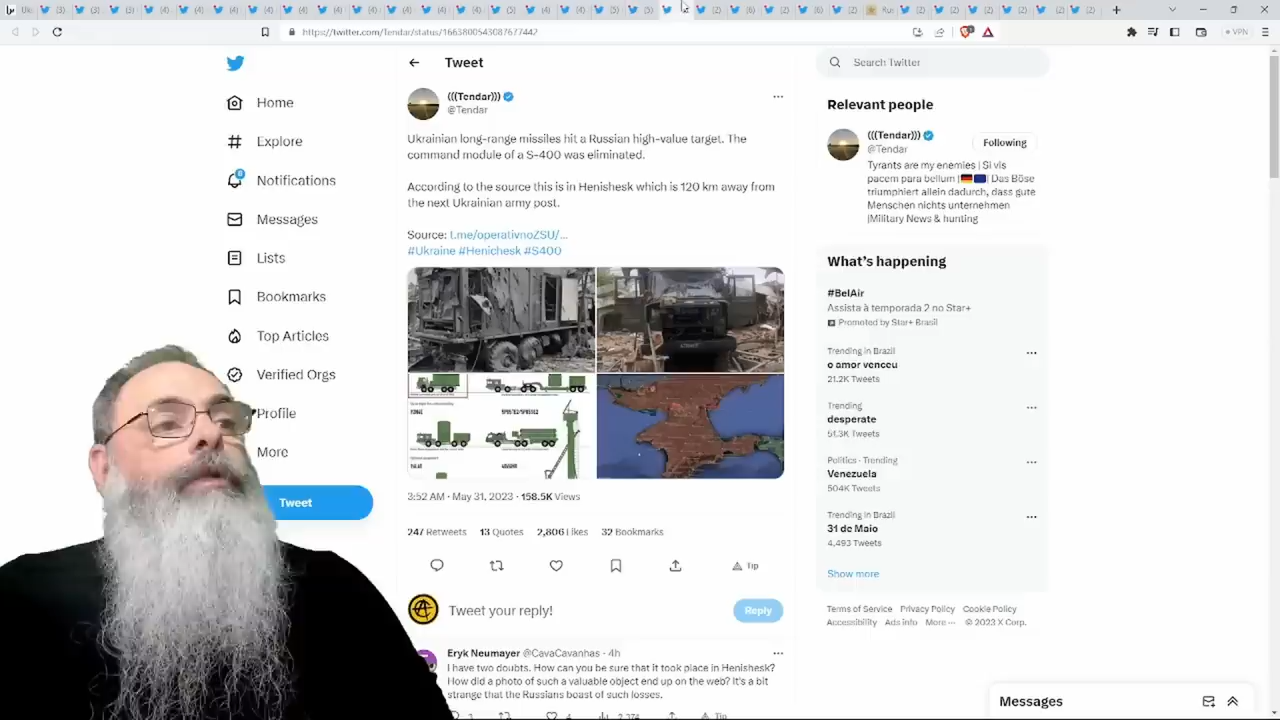 https://twitter.com/Tendar/status/1663800543087677442
VPN
Home
Explore
Notifications
Messages
Lists
Bookmarks
Top Articles
Verified Orgs
Profile
More
Tweet
Tweet
(((Tendar)))
@Tendar
Ukrainian long-range missiles hit a Russian high-value target. The
command module of a S-400 was eliminated.
According to the source this is in Henishesk which is 120 km away from
the next Ukrainian army post.
Source: t.me/operativnoZSU/…
#Ukraine #Henichesk #S400
3:52 AM · May 31, 2023 · 158.5K Views
247 Retweets 13 Quotes 2,806 Likes 32 Bookmarks
Tip
Tweet your reply!
Reply
Eryk Neumayer @CavaCavanhas · 4h
I have two doubts. How can you be sure that it took place in Henishesk?
How did a photo of such a valuable object end up on the web? It's a bit
strange that the Russians boast of such losses.
Tip
Search Twitter
Relevant people
(((Tendar)))
@Tendar
Following
Tyrants are my enemies | Si vis
pacem para bellum | Das Böse
triumphiert allein dadurch, dass gute
Menschen nichts unternehmen
|Military News & hunting
What's happening
#BelAir
Assista à temporada 2 no Star+
Promoted by Star+ Brasil
Trending in Brazil
o amor venceu
21.2K Tweets
Trending
desperate
51.3K Tweets
Politics · Trending
Venezuela
504K Tweets
Trending in Brazil
31 de Maio
4,493 Tweets
Show more
Terms of Service Privacy Policy Cookie Policy
Accessibility Ads info More ··· © 2023 X Corp.
Messages